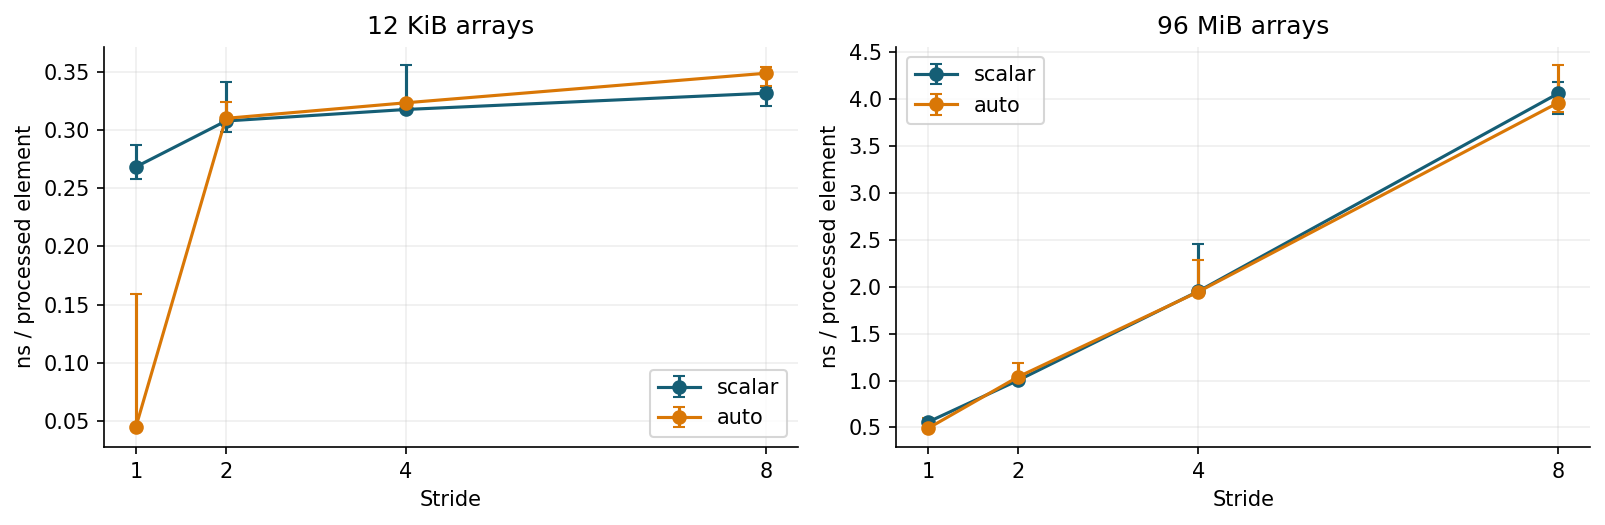 12 KiB arrays
ns / processed element
0.35
0.30
0.25
0.20
0.15
0.10
0.05
scalar
auto
1
2
4
8
Stride
96 MiB arrays
ns / processed element
4.5
4.0
3.5
3.0
2.5
2.0
1.5
1.0
0.5
scalar
auto
1
2
4
8
Stride